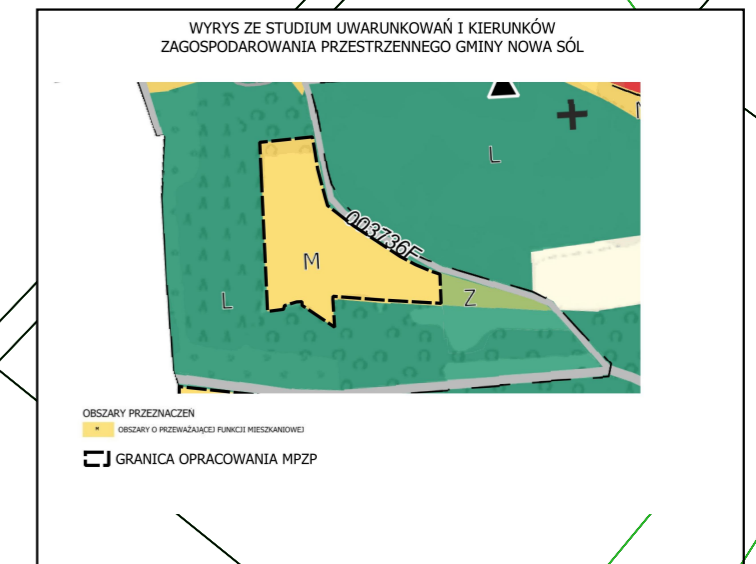 WYRYS ZE STUDIUM UWARUNKOWAŃ I KIERUNKÓW
ZAGOSPODAROWANIA PRZESTRZENNEGO GMINY NOWA SÓL
L
003736F
M
Z
L
OBSZARY PRZEZNACZEŃ
M OBSZARY O PRZEWAŻAJĄCEJ FUNKCJI MIESZKANIOWEJ
GRANICA OPRACOWANIA MPZP